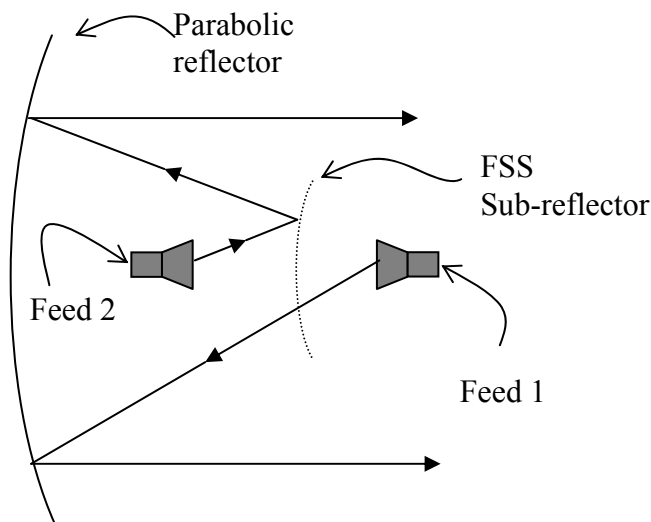 Parabolic
reflector
FSS
Sub-reflector
Feed 2
Feed 1